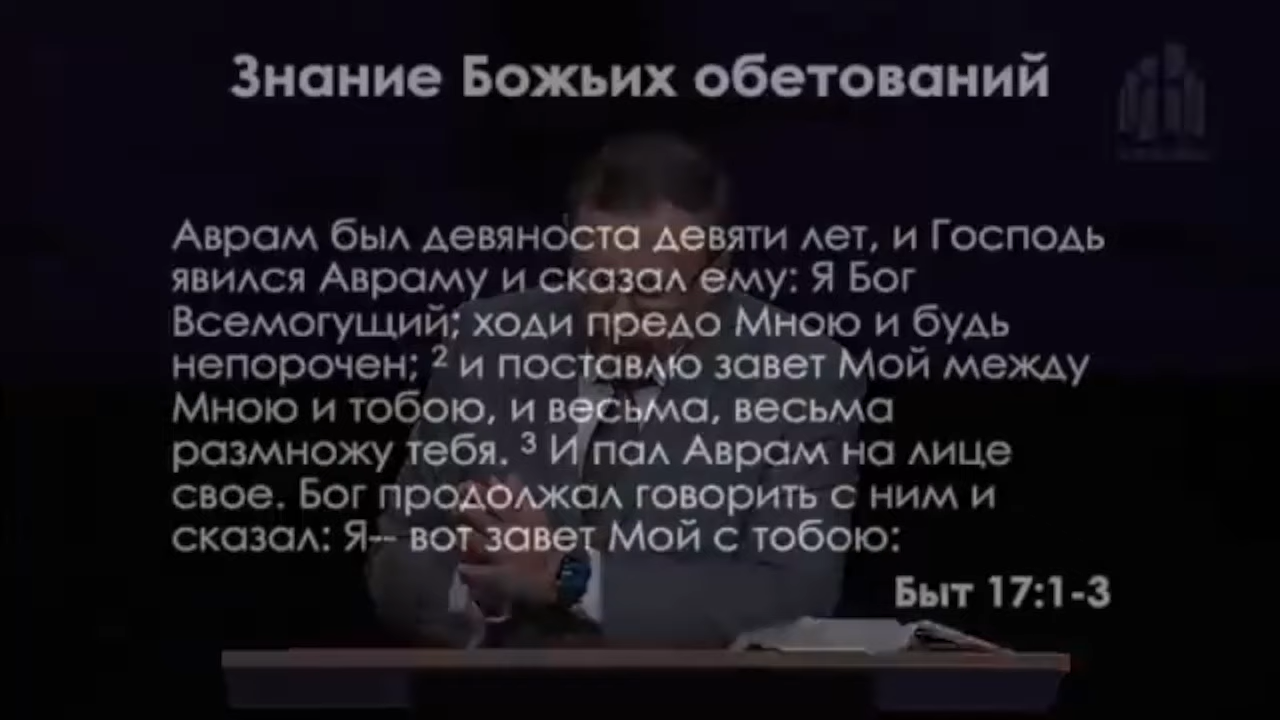 Знание Божьих обетований
Аврам был девяноста девяти лет, и Господь
явился Авраму и сказал ему: Я Бог
Всемогущий; ходи предо Мною и будь
непорочен; ² и поставлю завет Мой между
Мною и тобою, и весьма, весьма
размножу тебя. ³ И пал Аврам на лице
свое. Бог продолжал говорить с ним и
сказал: Я-- вот завет Мой с тобою:
Быт 17:1-3